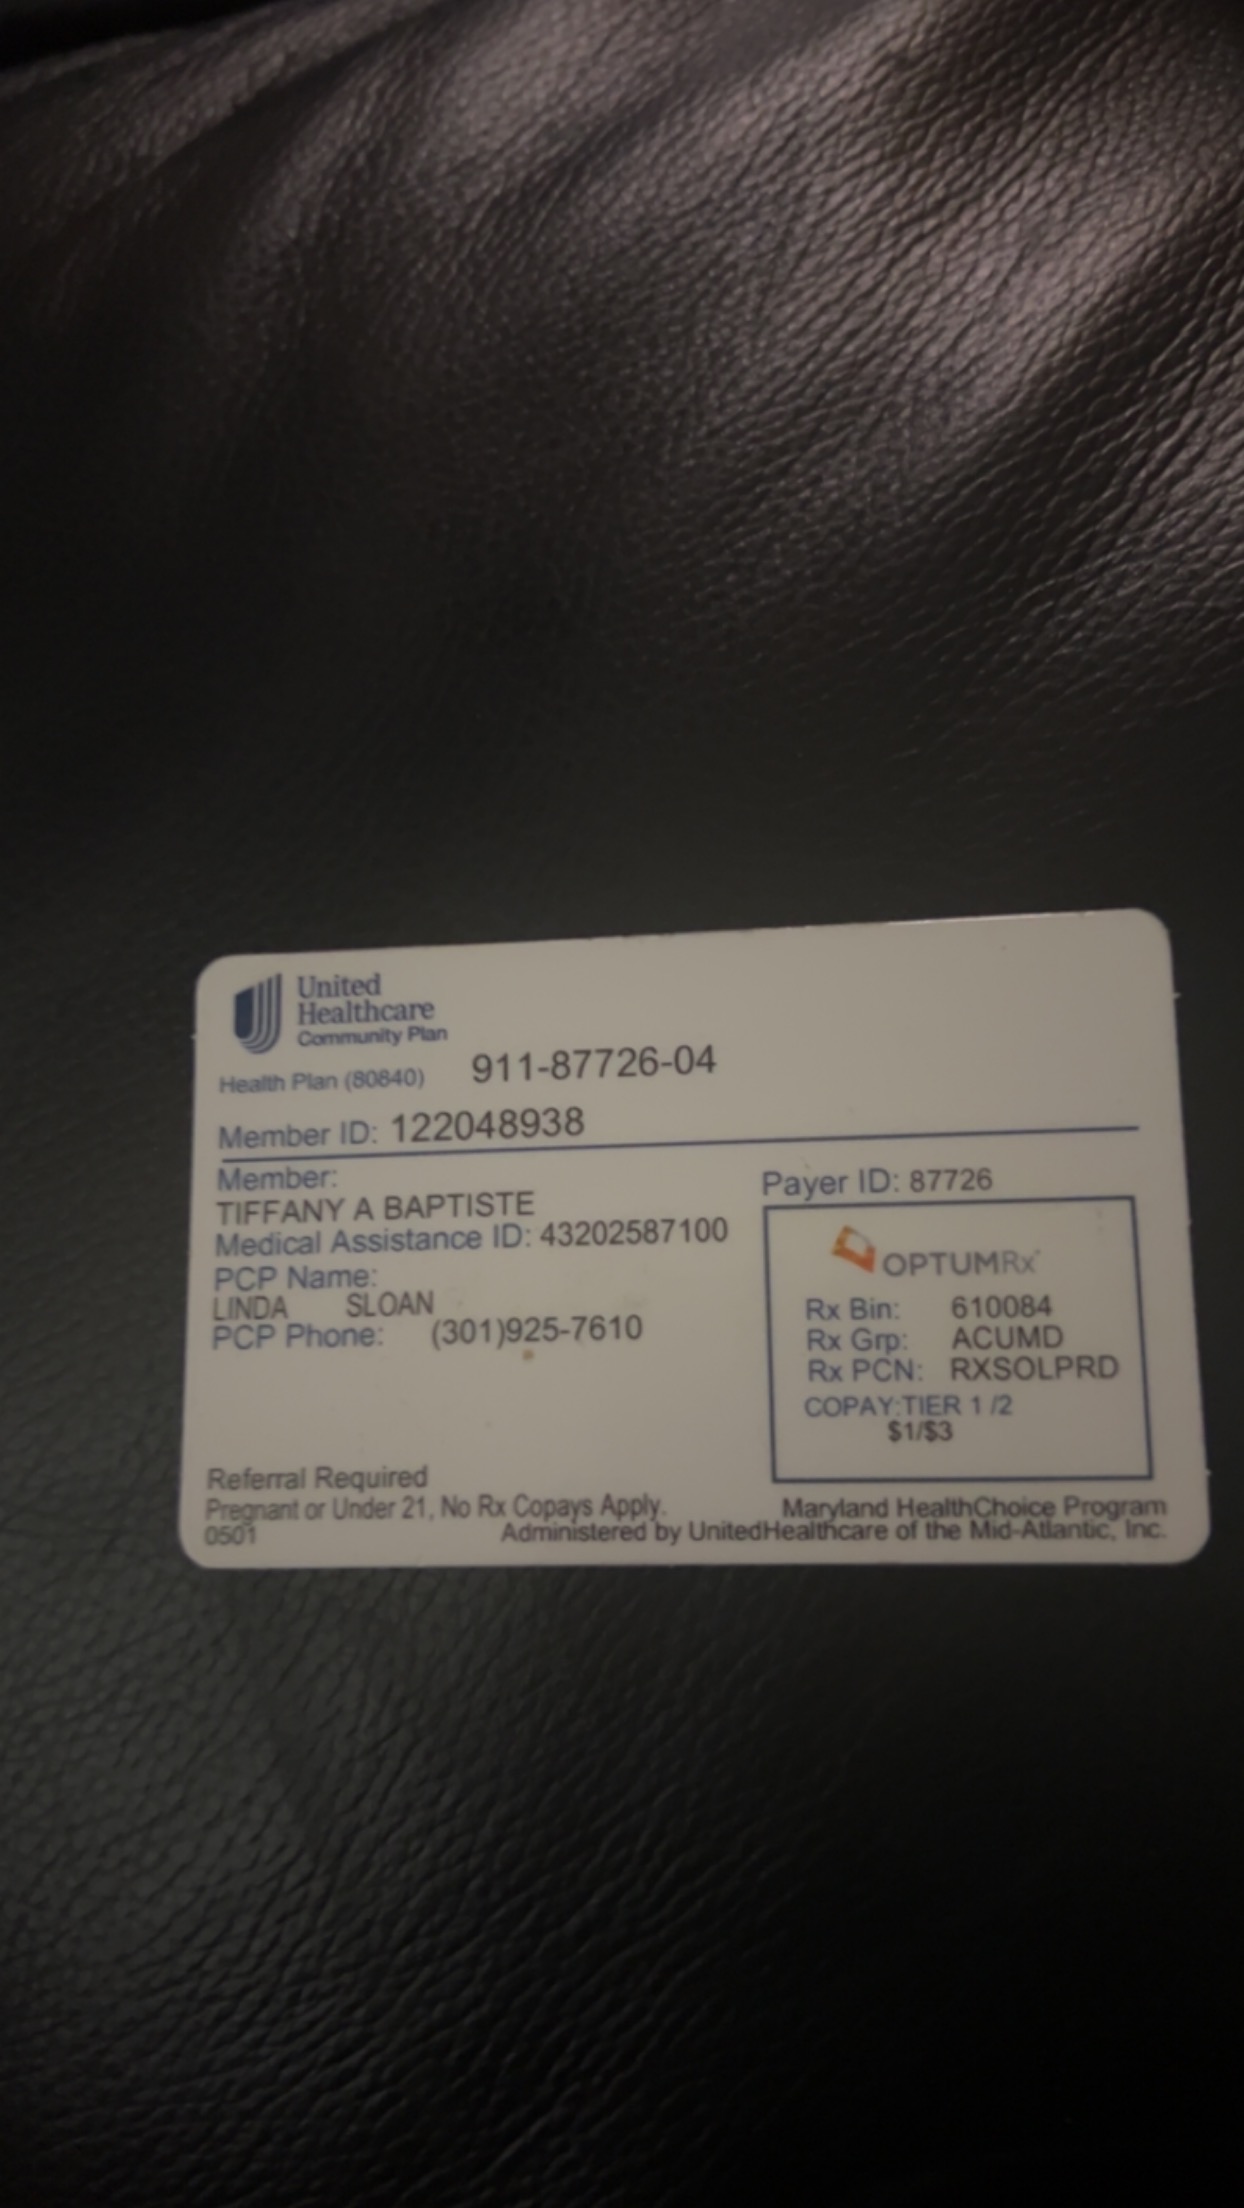 United
Healthcare
Community Plan
Health Plan (80840) 911-87726-04
Member ID: 122048938
Member:
TIFFANY A BAPTISTE
Medical Assistance ID: 43202587100
PCP Name:
LINDA SLOAN
PCP Phone: (301)925-7610
Payer ID: 87726
OPTUMRx
Rx Bin: 610084
Rx Grp: ACUMD
Rx PCN: RXSOLPRD
COPAY:TIER 1 /2
$1/$3
Referral Required
Pregnant or Under 21, No Rx Copays Apply.
0501
Maryland HealthChoice Program
Administered by UnitedHealthcare of the Mid-Atlantic, Inc.